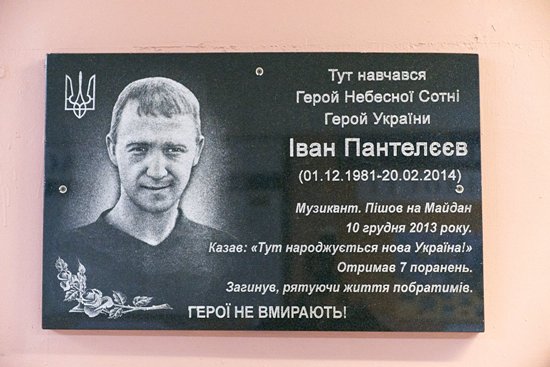 Тут навчався
Герой Небесної Сотні
Герой України
Іван Пантелєєв
(01.12.1981-20.02.2014)
Музикант. Пішов на Майдан
10 грудня 2013 року.
Казав: «Тут народжується нова Україна!»
Отримав 7 поранень.
Загинув, рятуючи життя побратимів.
ГЕРОЇ НЕ ВМИРАЮТЬ!